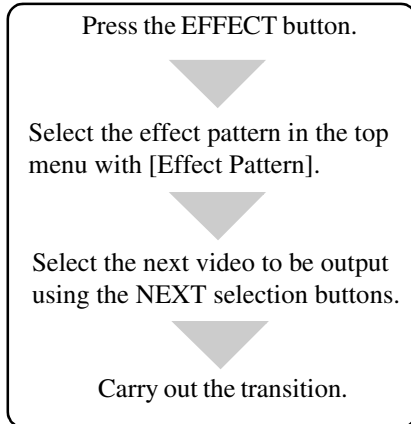 Press the EFFECT button.
Select the effect pattern in the top
menu with [Effect Pattern].
Select the next video to be output
using the NEXT selection buttons.
Carry out the transition.